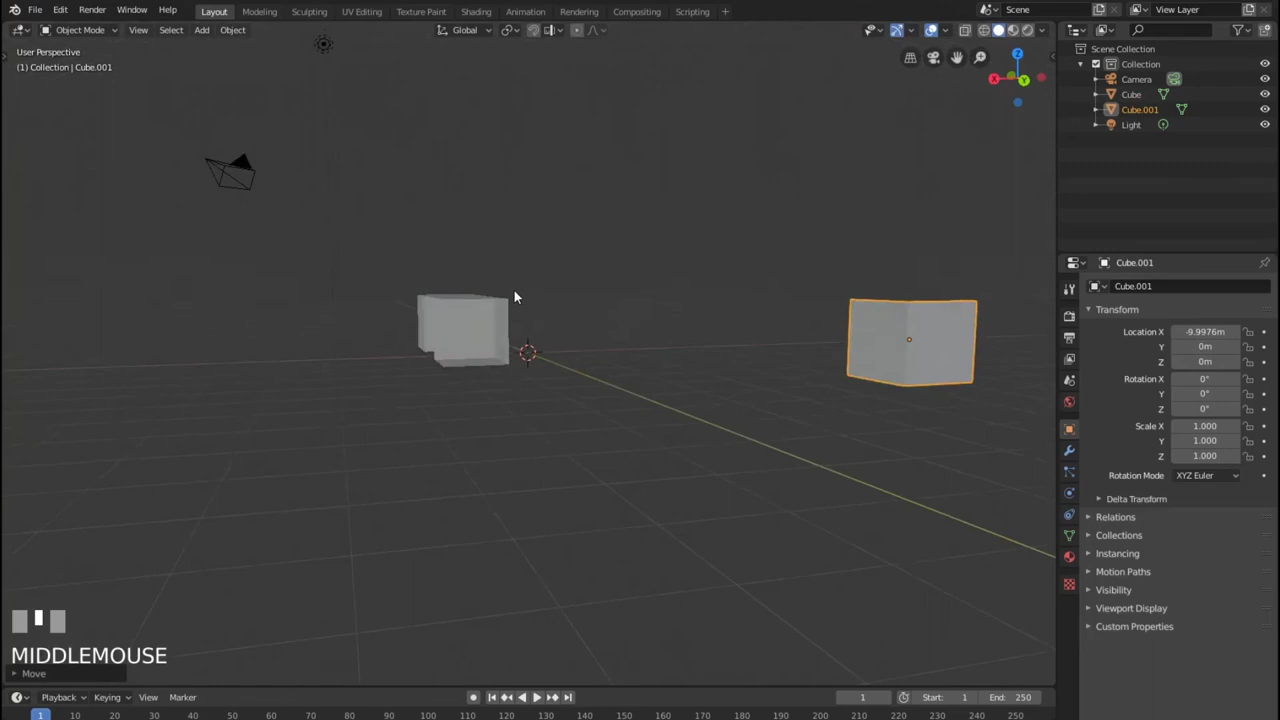 File Edit Render Window Help Layout Modeling Sculpting UV Editing Texture Paint Shading Animation Rendering Compositing Scripting + Scene View Layer
Object Mode View Select Add Object Global
User Perspective
(1) Collection | Cube.001
X Y Z
Scene Collection
Collection
Camera
Cube
Cube.001
Light
Cube.001
Cube.001
Transform
Location X -9.9976m
Y 0m
Z 0m
Rotation X 0°
Y 0°
Z 0°
Scale X 1.000
Y 1.000
Z 1.000
Rotation Mode XYZ Euler
Delta Transform
Relations
Collections
Instancing
Motion Paths
Visibility
Viewport Display
Custom Properties
MIDDLEMOUSE
Move
Playback Keying View Marker 1 Start: 1 End: 250
1 10 20 30 40 50 60 70 80 90 100 110 120 130 140 150 160 170 180 190 200 210 220 230 240 250